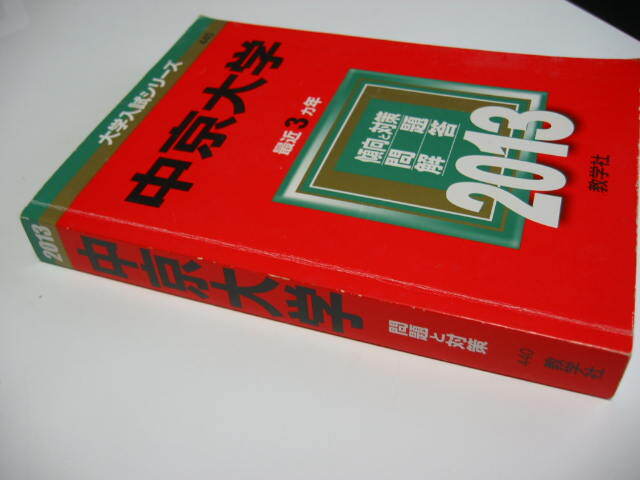 大学入試シリーズ
440
中京大学
最近3カ年
傾向と対策
問題
解答
2013
教学社
2013
中京大学
問題と対策
440
教学社